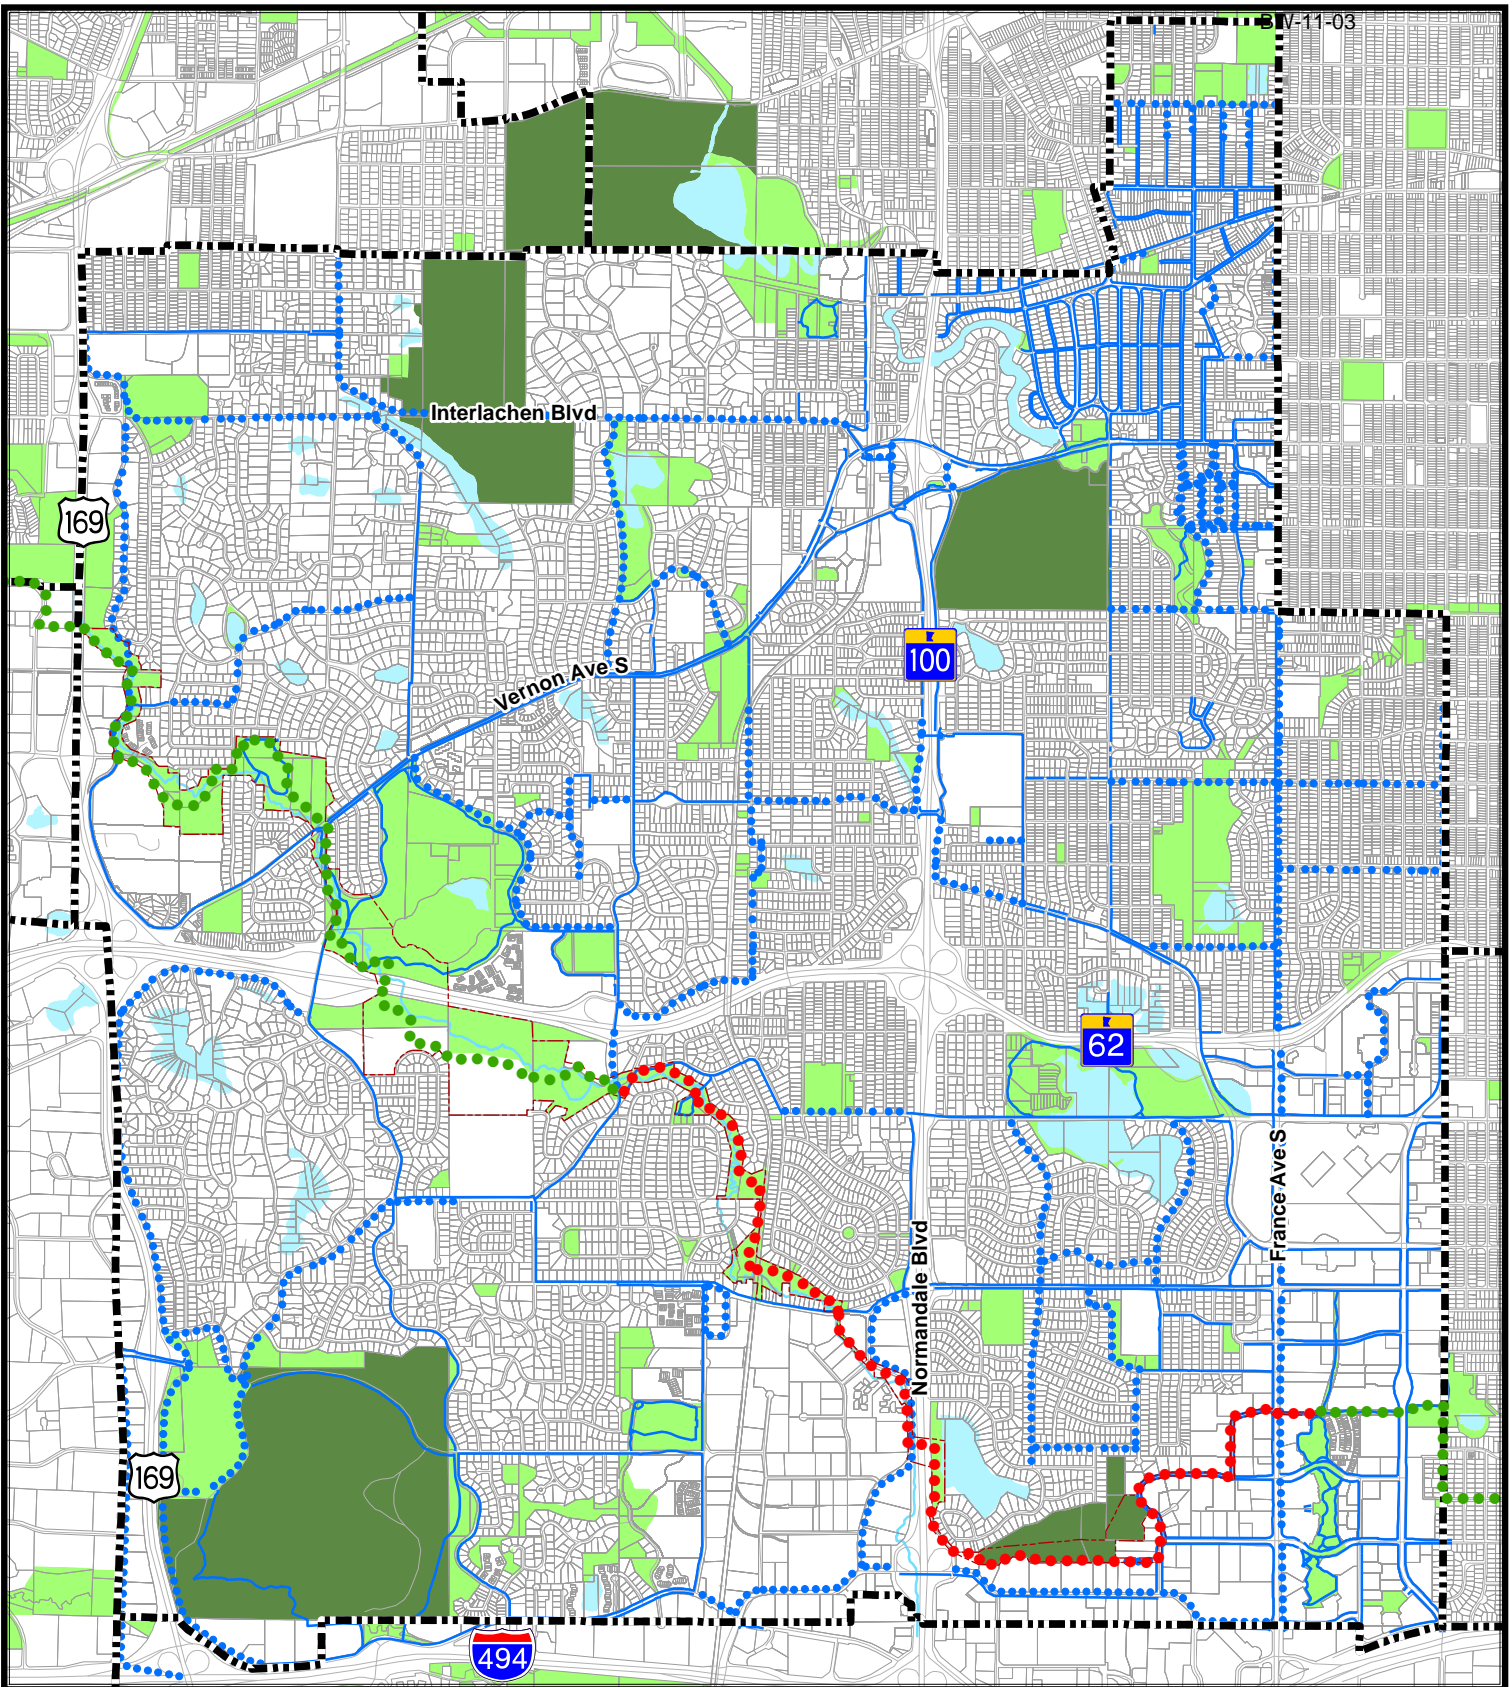 BW-11-03
Interlachen Blvd
169
Vernon Ave S
100
62
France Ave S
Normandale Blvd
169
494